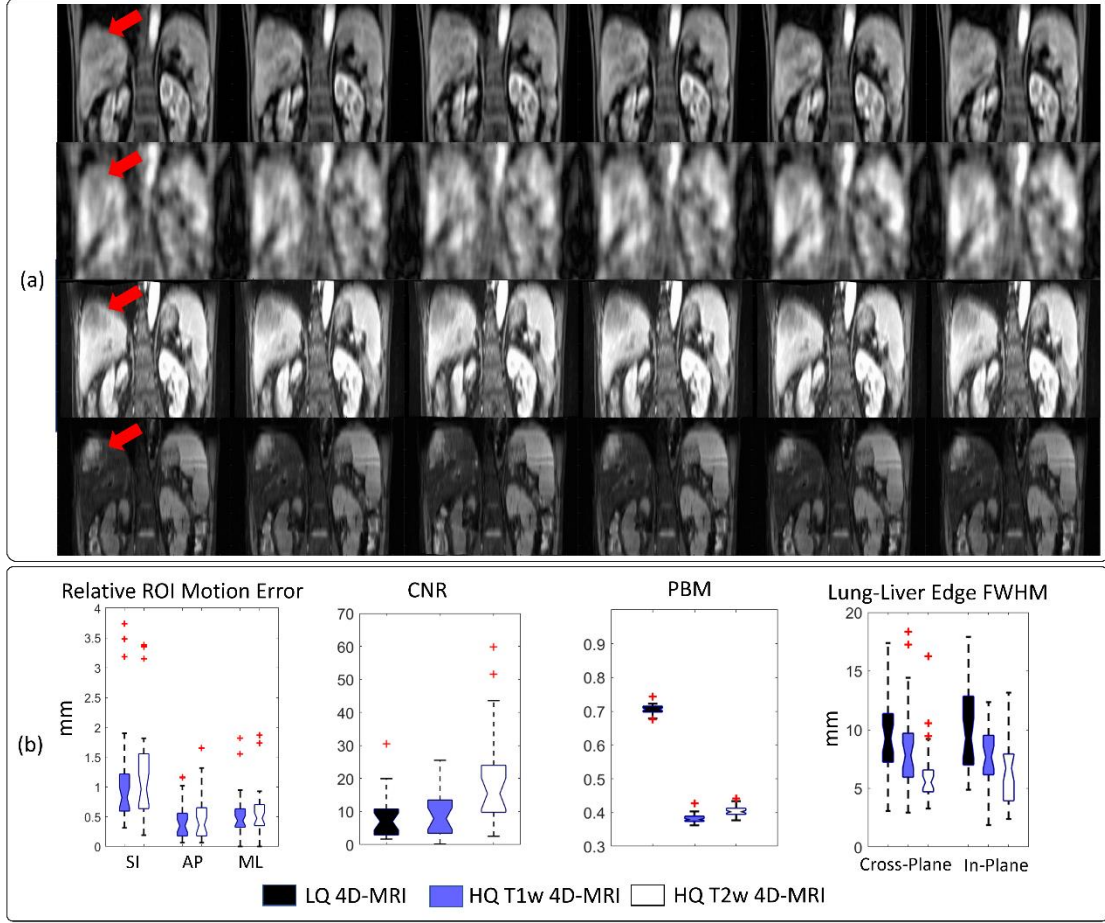 (a)
Relative ROI Motion Error
CNR
PBM
Lung-Liver Edge FWHM
4
3.5
3
2.5
2
1.5
1
0.5
0
mm
SI
AP
ML
70
60
50
40
30
20
10
0
0.9
0.8
0.7
0.6
0.5
0.4
0.3
20
15
10
5
0
mm
Cross-Plane
In-Plane
(b)
LQ 4D-MRI
HQ T1w 4D-MRI
HQ T2w 4D-MRI